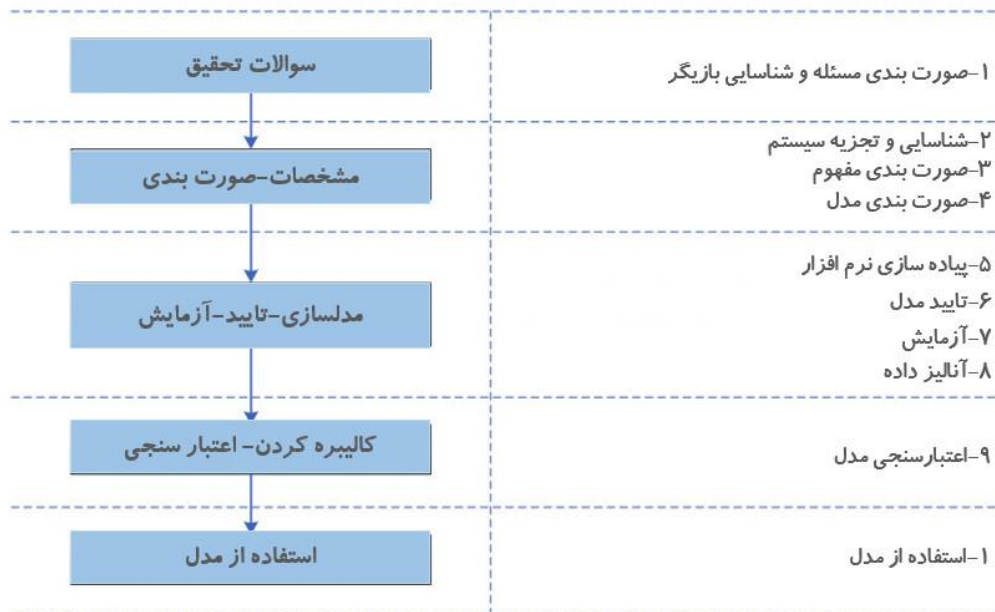 سوالات تحقیق
۱-صورت بندی مسئله و شناسایی بازیگر
مشخصات-صورت بندی
۲-شناسایی و تجزیه سیستم
۳-صورت بندی مفهوم
۴-صورت بندی مدل
مدلسازی-تایید-آزمایش
۵-پیاده سازی نرم افزار
۶-تایید مدل
۷-آزمایش
۸-آنالیز داده
کالیبره کردن- اعتبار سنجی
۹-اعتبارسنجی مدل
استفاده از مدل
۱-استفاده از مدل